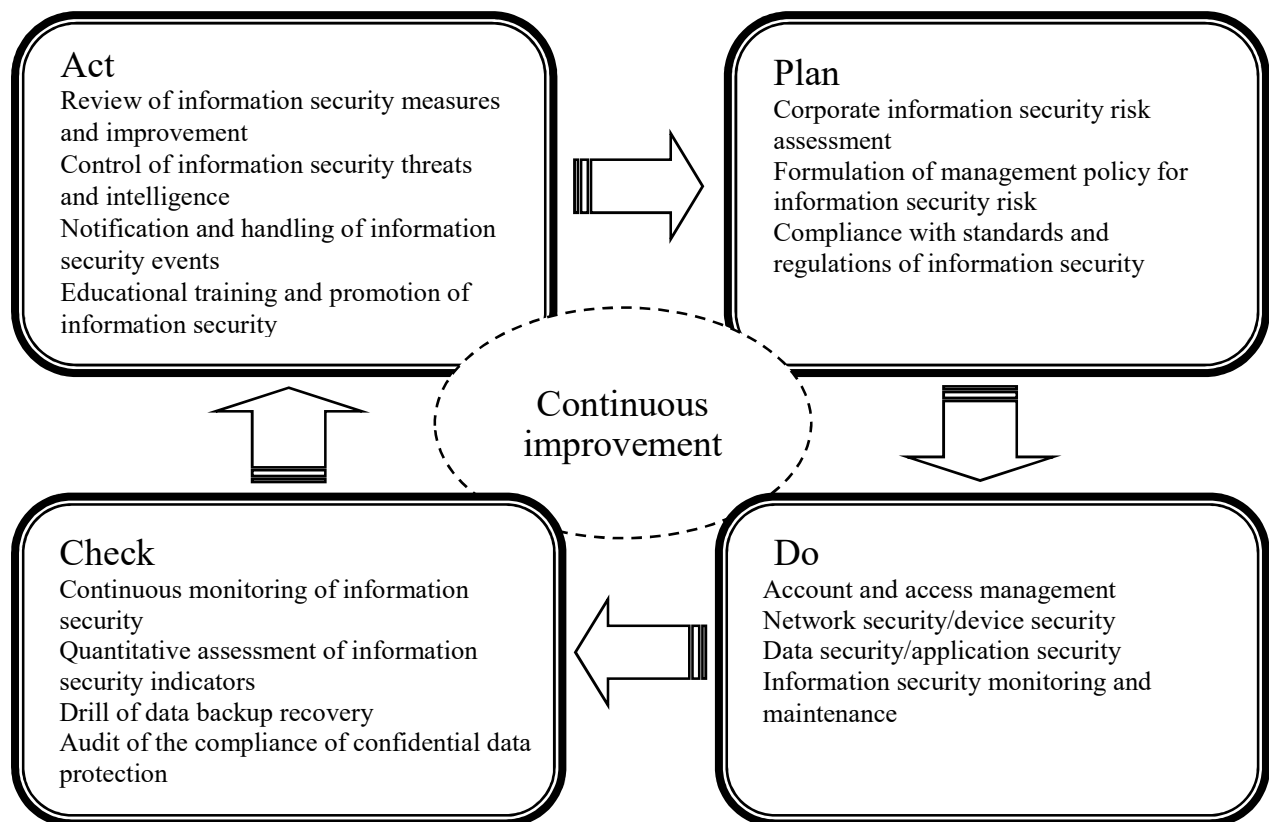 Act
Review of information security measures
and improvement
Control of information security threats
and intelligence
Notification and handling of information
security events
Educational training and promotion of
information security
Plan
Corporate information security risk
assessment
Formulation of management policy for
information security risk
Compliance with standards and
regulations of information security
Continuous
improvement
Check
Continuous monitoring of information
security
Quantitative assessment of information
security indicators
Drill of data backup recovery
Audit of the compliance of confidential data
protection
Do
Account and access management
Network security/device security
Data security/application security
Information security monitoring and
maintenance